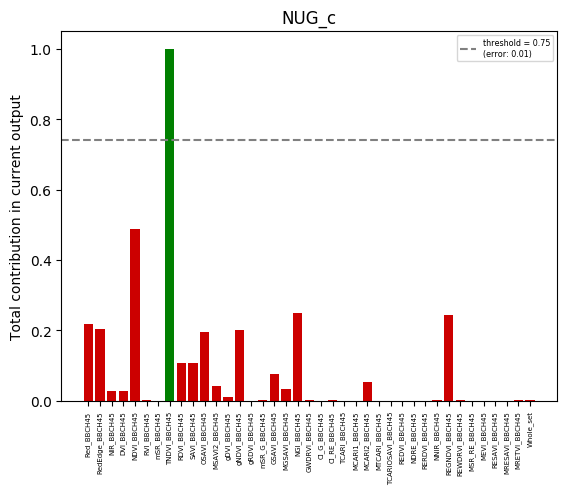 NUG_c
threshold = 0.75
(error: 0.01)
Total contribution in current output
1.0
0.8
0.6
0.4
0.2
0.0
Red_BBCH45
RedEdge_BBCH45
NIR_BBCH45
DVI_BBCH45
NDVI_BBCH45
RVI_BBCH45
mSR_BBCH45
TNDVI_BBCH45
RDVI_BBCH45
SAVI_BBCH45
OSAVI_BBCH45
MSAVI2_BBCH45
gDVI_BBCH45
gNDVI_BBCH45
gRDVI_BBCH45
mSR_G_BBCH45
GSAVI_BBCH45
MGSAVI_BBCH45
NGI_BBCH45
GWDRVI_BBCH45
CI_G_BBCH45
CI_RE_BBCH45
TCARI_BBCH45
MCARI1_BBCH45
MCARI2_BBCH45
MTCARI_BBCH45
TCARIOSAVI_BBCH45
REDVI_BBCH45
NDRE_BBCH45
RERDVI_BBCH45
NNIR_BBCH45
REGNDVI_BBCH45
REWDRVI_BBCH45
MSR_RE_BBCH45
MEVI_BBCH45
RESAVI_BBCH45
MRESAVI_BBCH45
MRETVI_BBCH45
Whole_set